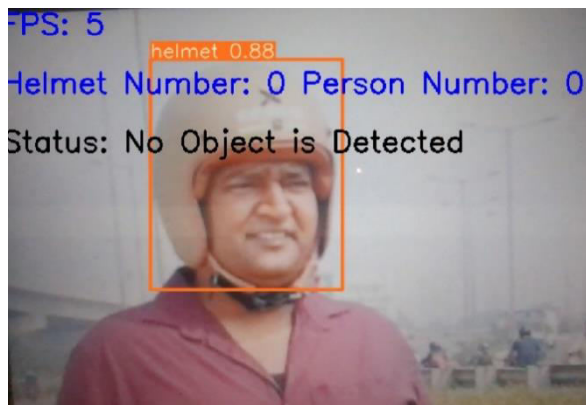 FPS: 5
helmet 0.88
Helmet Number: 0 Person Number: 0
Status: No Object is Detected